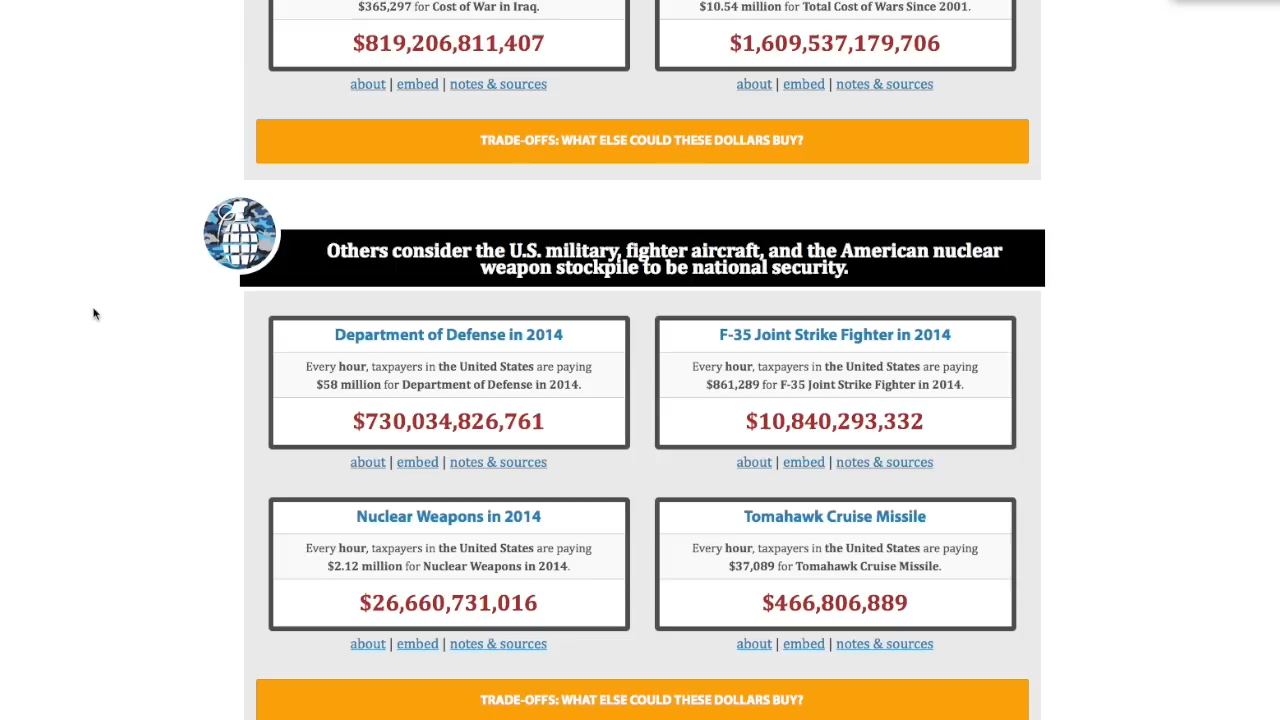 $365,297 for Cost of War in Iraq.
$819,206,811,407
about | embed | notes & sources
$10.54 million for Total Cost of Wars Since 2001.
$1,609,537,179,706
about | embed | notes & sources
TRADE-OFFS: WHAT ELSE COULD THESE DOLLARS BUY?
Others consider the U.S. military, fighter aircraft, and the American nuclear
weapon stockpile to be national security.
Department of Defense in 2014
Every hour, taxpayers in the United States are paying
$58 million for Department of Defense in 2014.
$730,034,826,761
about | embed | notes & sources
F-35 Joint Strike Fighter in 2014
Every hour, taxpayers in the United States are paying
$861,289 for F-35 Joint Strike Fighter in 2014.
$10,840,293,332
about | embed | notes & sources
Nuclear Weapons in 2014
Every hour, taxpayers in the United States are paying
$2.12 million for Nuclear Weapons in 2014.
$26,660,731,016
about | embed | notes & sources
Tomahawk Cruise Missile
Every hour, taxpayers in the United States are paying
$37,089 for Tomahawk Cruise Missile.
$466,806,889
about | embed | notes & sources
TRADE-OFFS: WHAT ELSE COULD THESE DOLLARS BUY?